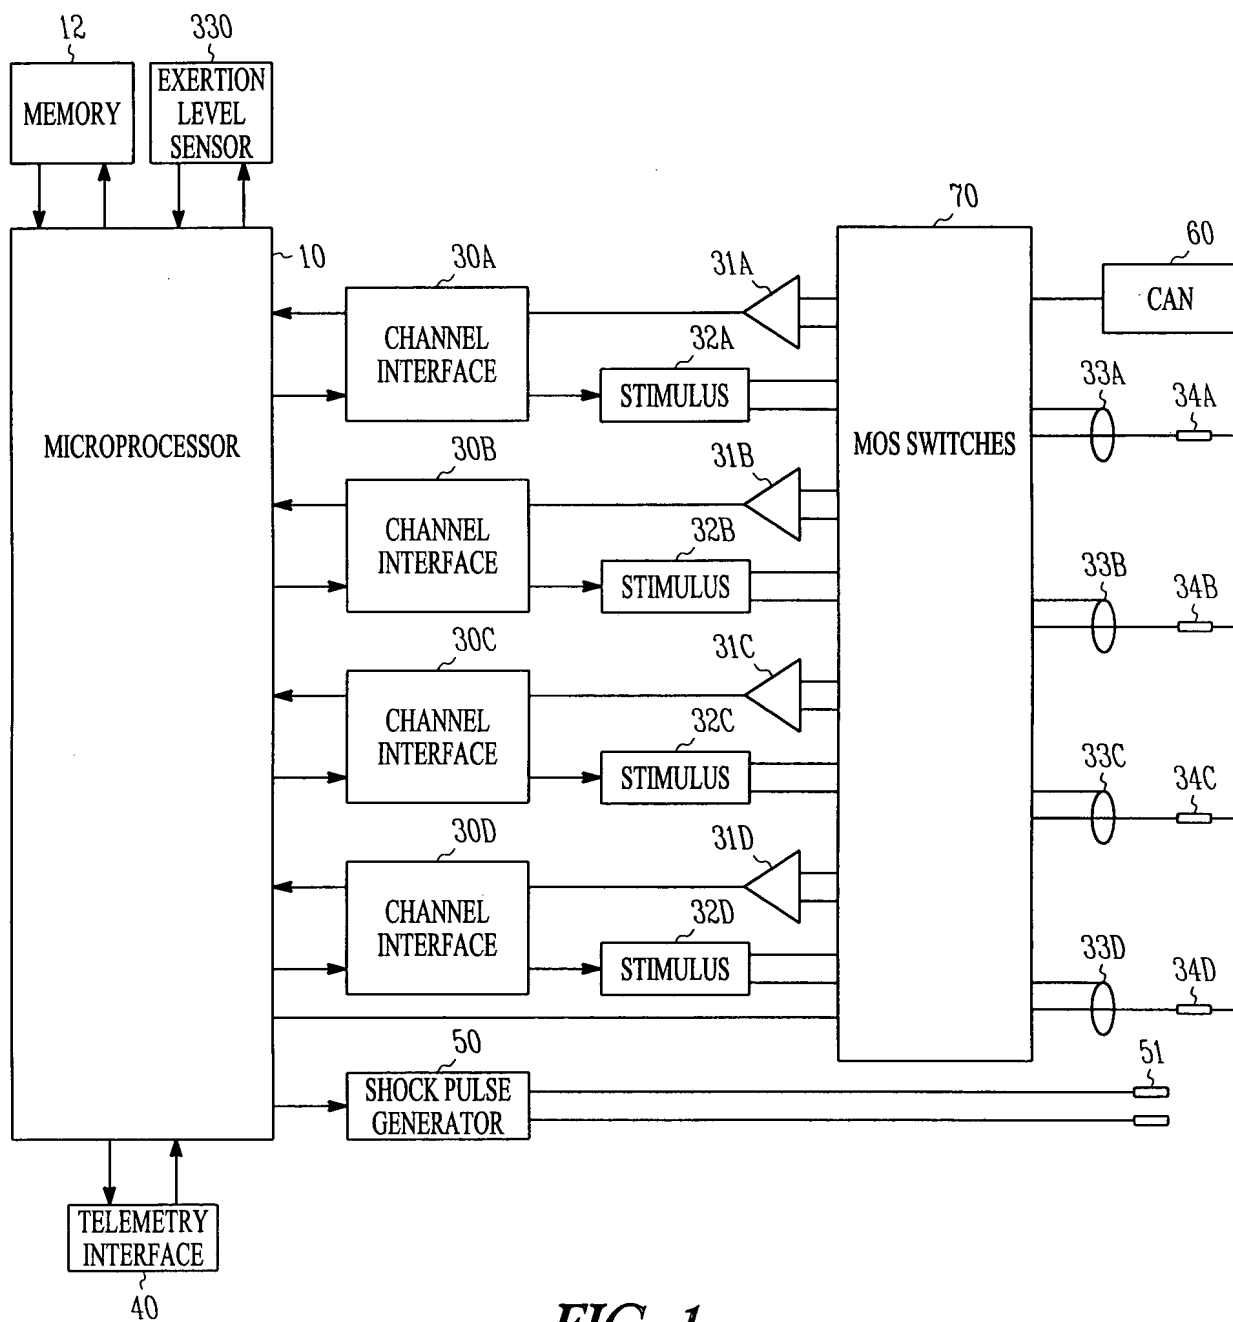 12
330
MEMORY
EXERTION
LEVEL
SENSOR
10
70
60
30A
31A
CAN
CHANNEL
INTERFACE
32A
STIMULUS
33A
34A
MICROPROCESSOR
MOS SWITCHES
30B
31B
CHANNEL
INTERFACE
32B
STIMULUS
33B
34B
30C
31C
CHANNEL
INTERFACE
32C
STIMULUS
33C
34C
30D
31D
CHANNEL
INTERFACE
32D
STIMULUS
33D
34D
50
51
SHOCK PULSE
GENERATOR
TELEMETRY
INTERFACE
40
FIG. 1